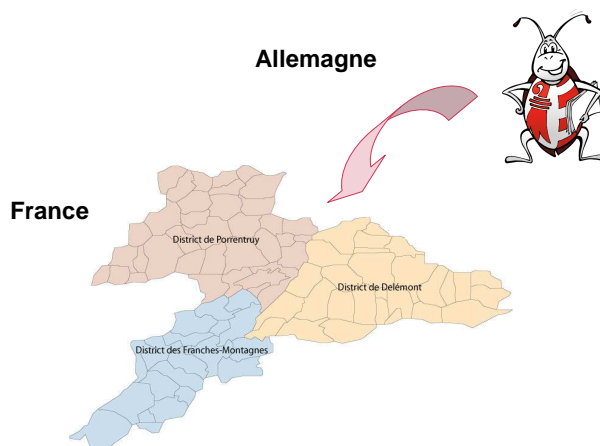 Allemagne
France
District de Porrentruy
District de Delémont
District des Franches-Montagnes